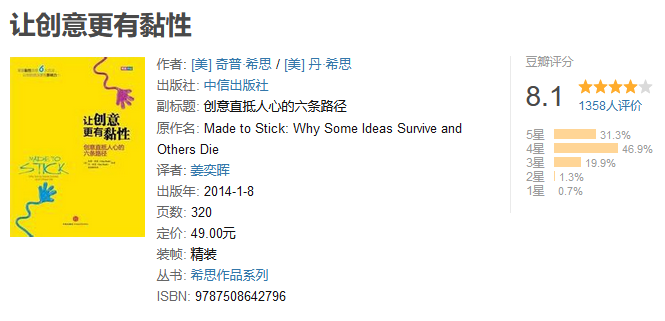 让创意更有黏性
让创意
更有黏性
创意直抵人心的
六条路径
MADE TO
STICK
作者: [美] 奇普·希思 / [美] 丹·希思
出版社: 中信出版社
副标题: 创意直抵人心的六条路径
原作名: Made to Stick: Why Some Ideas Survive and
Others Die
译者: 姜奕晖
出版年: 2014-1-8
页数: 320
定价: 49.00元
装帧: 精装
丛书: 希思作品系列
ISBN: 9787508642796
豆瓣评分
8.1
1358人评价
5星 31.3%
4星 46.9%
3星 19.9%
2星 1.3%
1星 0.7%